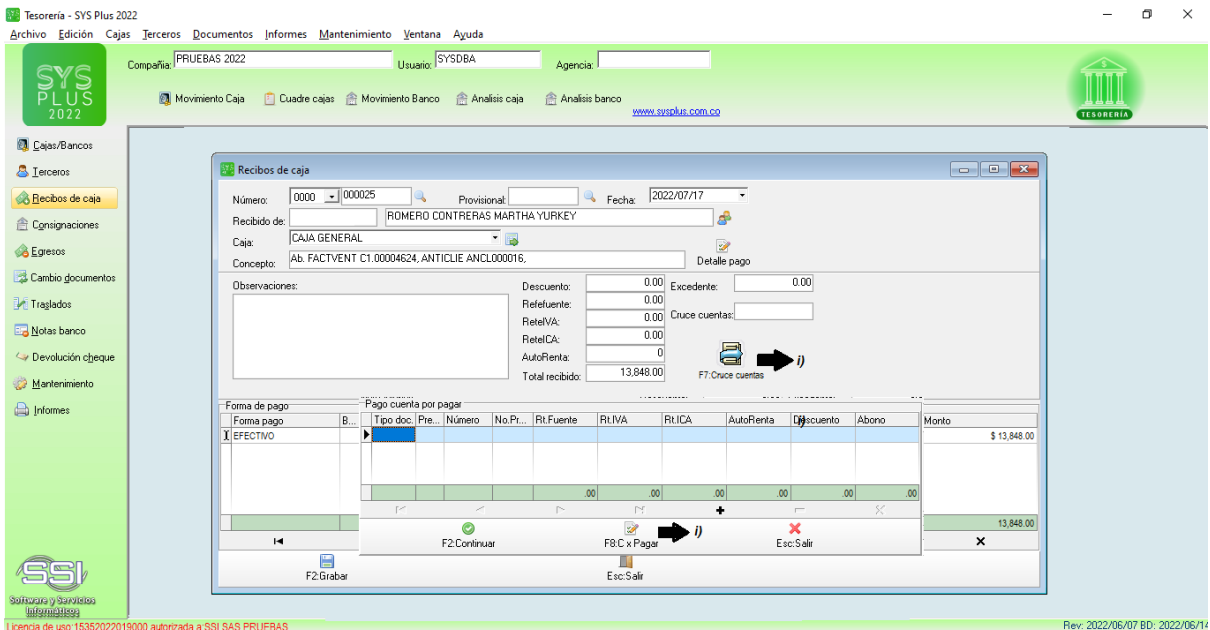 Tesorería - SYS Plus 2022
Archivo Edición Cajas Terceros Documentos Informes Mantenimiento Ventana Ayuda
SYS
PLUS
2022
Compañia: PRUEBAS 2022 Usuario: SYSDBA Agencia:
Movimiento Caja Cuadre cajas Movimiento Banco Analisis caja Analisis banco
www.sysplus.com.co
TESORERÍA
Cajas/Bancos
Terceros
Recibos de caja
Consignaciones
Egresos
Cambio documentos
Traslados
Notas banco
Devolución cheque
Mantenimiento
Informes
Recibos de caja
Número: 0000 000025 Provisional: Fecha: 2022/07/17
Recibido de: ROMERO CONTRERAS MARTHA YURKEY
Caja: CAJA GENERAL
Concepto: Ab. FACTVENT C1.00004624, ANTICLIE ANCL000016, Detalle pago
Observaciones:
Descuento: 0.00 Excedente: 0.00
Refefuente: 0.00
ReteIVA: 0.00 Cruce cuentas:
ReteICA: 0.00
AutoRenta: 0
Total recibido: 13,848.00
F7:Cruce cuentas
i)
Forma de pago
Forma pago B... Monto
EFECTIVO $ 13,848.00
13,848.00
Pago cuenta por pagar
Tipo doc. Pre... Número No.Pr... Rt.Fuente Rt.IVA Rt.ICA AutoRenta Descuento Abono
.00 .00 .00 .00 .00 .00
F2:Continuar F8:C x Pagar i) Esc:Salir
F2:Grabar Esc:Salir
SSI
Software y Servicios
Informáticos
Licencia de uso:15352022019000 autorizada a:SSI SAS PRUEBAS
Rev: 2022/06/07 BD: 2022/06/14